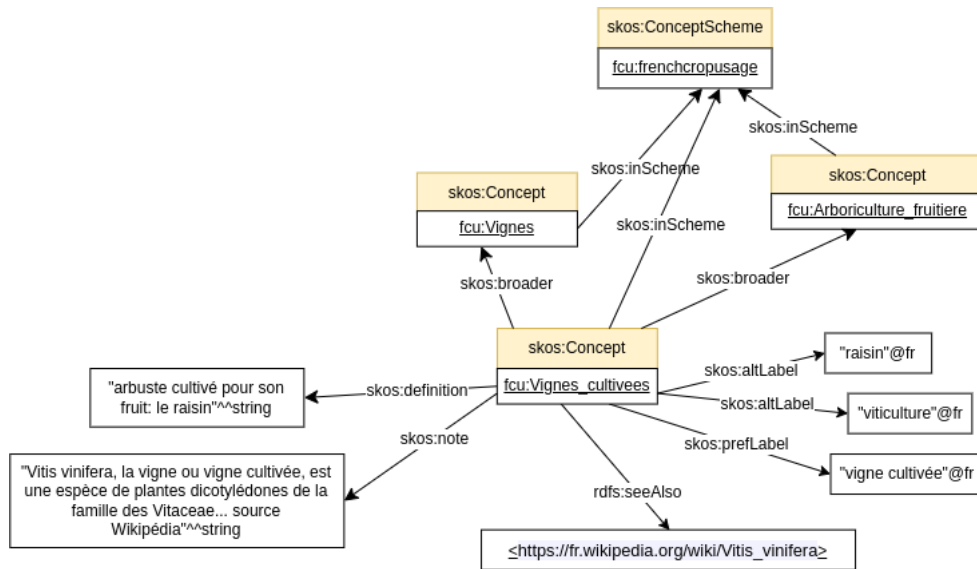 skos:ConceptScheme
fcu:frenchcropusage
skos:inScheme
skos:inScheme
skos:Concept
fcu:Vignes
skos:Concept
fcu:Arboriculture_fruitiere
skos:inScheme
skos:broader
skos:broader
skos:Concept
fcu:Vignes_cultivees
"raisin"@fr
skos:altLabel
"arbuste cultivé pour son
fruit: le raisin"^^string
skos:definition
skos:altLabel
"viticulture"@fr
skos:note
skos:prefLabel
"vigne cultivée"@fr
"Vitis vinifera, la vigne ou vigne cultivée, est
une espèce de plantes dicotylédones de la
famille des Vitaceae... source
Wikipédia"^^string
rdfs:seeAlso
<https://fr.wikipedia.org/wiki/Vitis_vinifera>